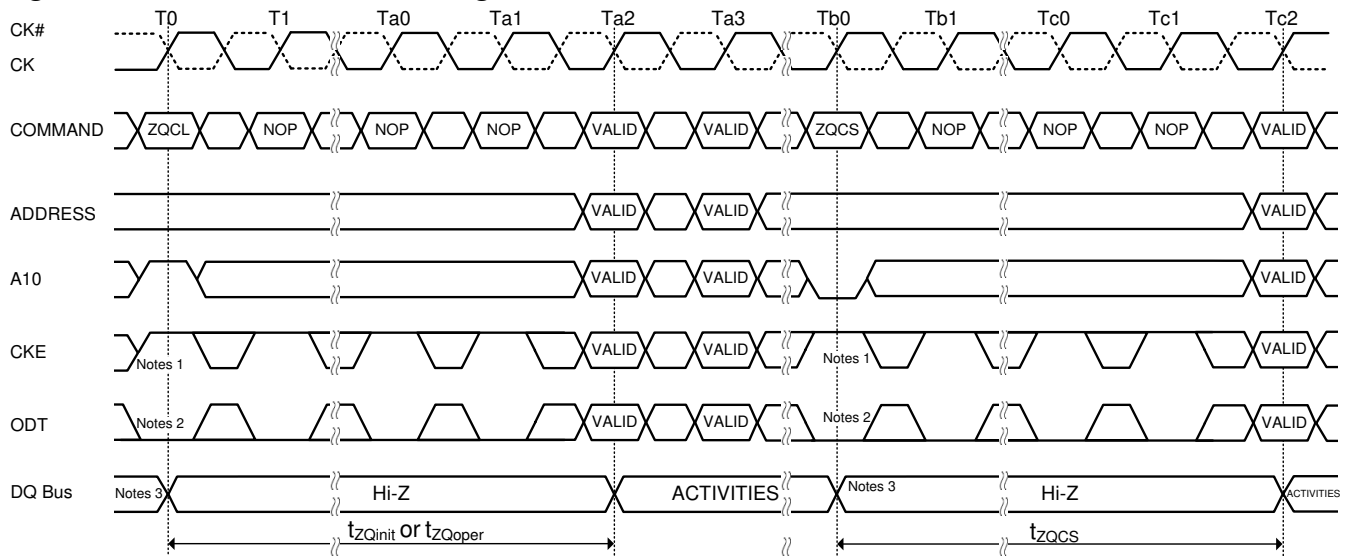 T0 T1 Ta0 Ta1 Ta2 Ta3 Tb0 Tb1 Tc0 Tc1 Tc2
CK#
CK
COMMAND ZQCL NOP NOP NOP VALID VALID ZQCS NOP NOP NOP VALID
ADDRESS VALID VALID VALID
A10 VALID VALID VALID
CKE Notes 1 VALID VALID Notes 1 VALID
ODT Notes 2 VALID VALID Notes 2 VALID
DQ Bus Notes 3 Hi-Z ACTIVITIES Notes 3 Hi-Z ACTIVITIES
tZQinit or tZQoper tZQCS